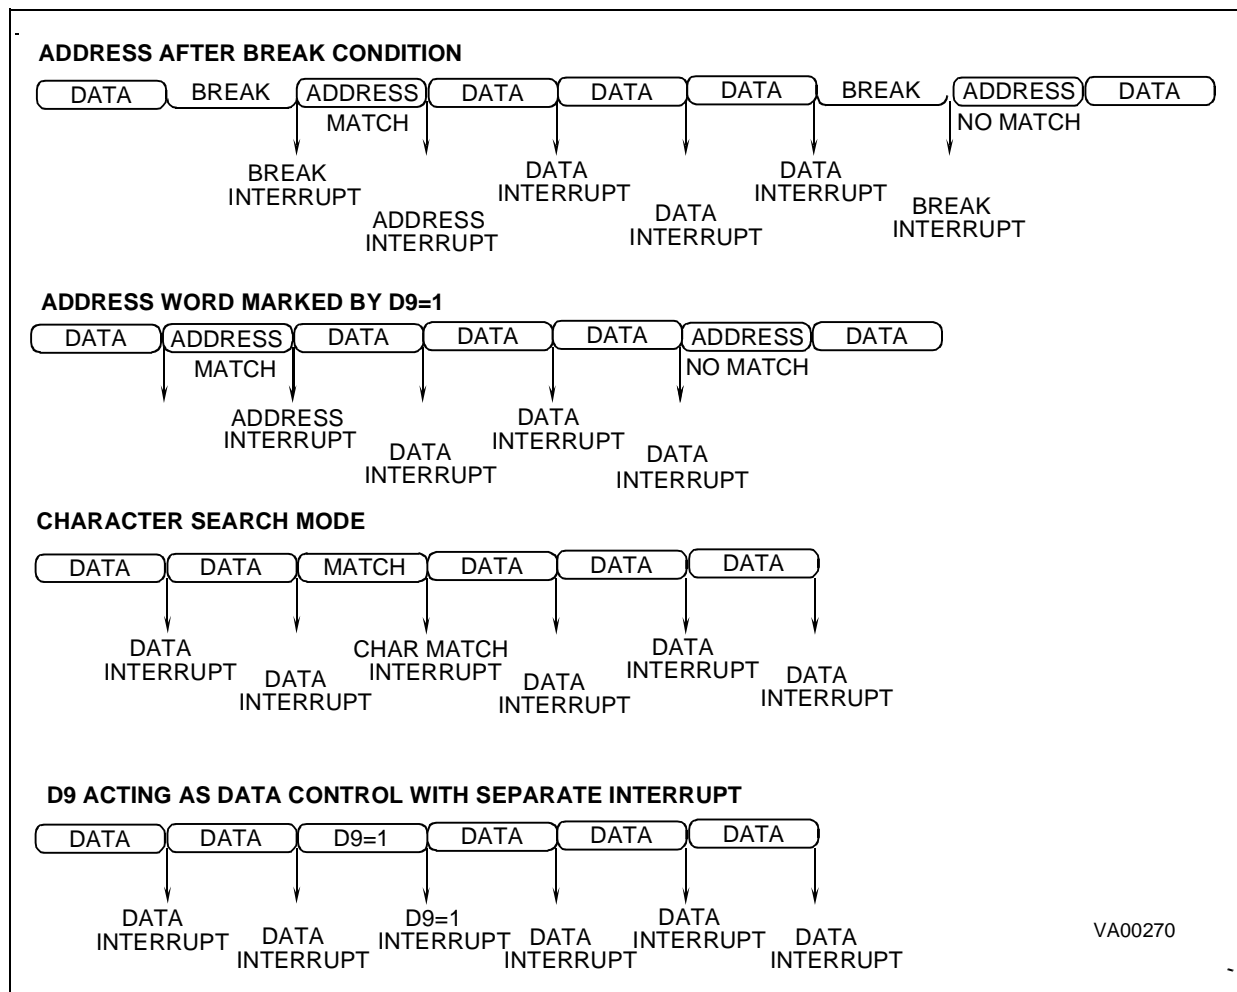 ADDRESS AFTER BREAK CONDITION
DATA BREAK ADDRESS DATA DATA DATA BREAK ADDRESS DATA
MATCH NO MATCH
BREAK
INTERRUPT
ADDRESS
INTERRUPT
DATA
INTERRUPT
DATA
INTERRUPT
DATA
INTERRUPT
BREAK
INTERRUPT
ADDRESS WORD MARKED BY D9=1
DATA ADDRESS DATA DATA DATA ADDRESS DATA
MATCH NO MATCH
ADDRESS
INTERRUPT
DATA
INTERRUPT
DATA
INTERRUPT
DATA
INTERRUPT
CHARACTER SEARCH MODE
DATA DATA MATCH DATA DATA DATA
DATA
INTERRUPT
DATA
INTERRUPT
CHAR MATCH
INTERRUPT
DATA
INTERRUPT
DATA
INTERRUPT
DATA
INTERRUPT
D9 ACTING AS DATA CONTROL WITH SEPARATE INTERRUPT
DATA DATA D9=1 DATA DATA DATA
DATA
INTERRUPT
DATA
INTERRUPT
D9=1
INTERRUPT
DATA
INTERRUPT
DATA
INTERRUPT
DATA
INTERRUPT
VA00270